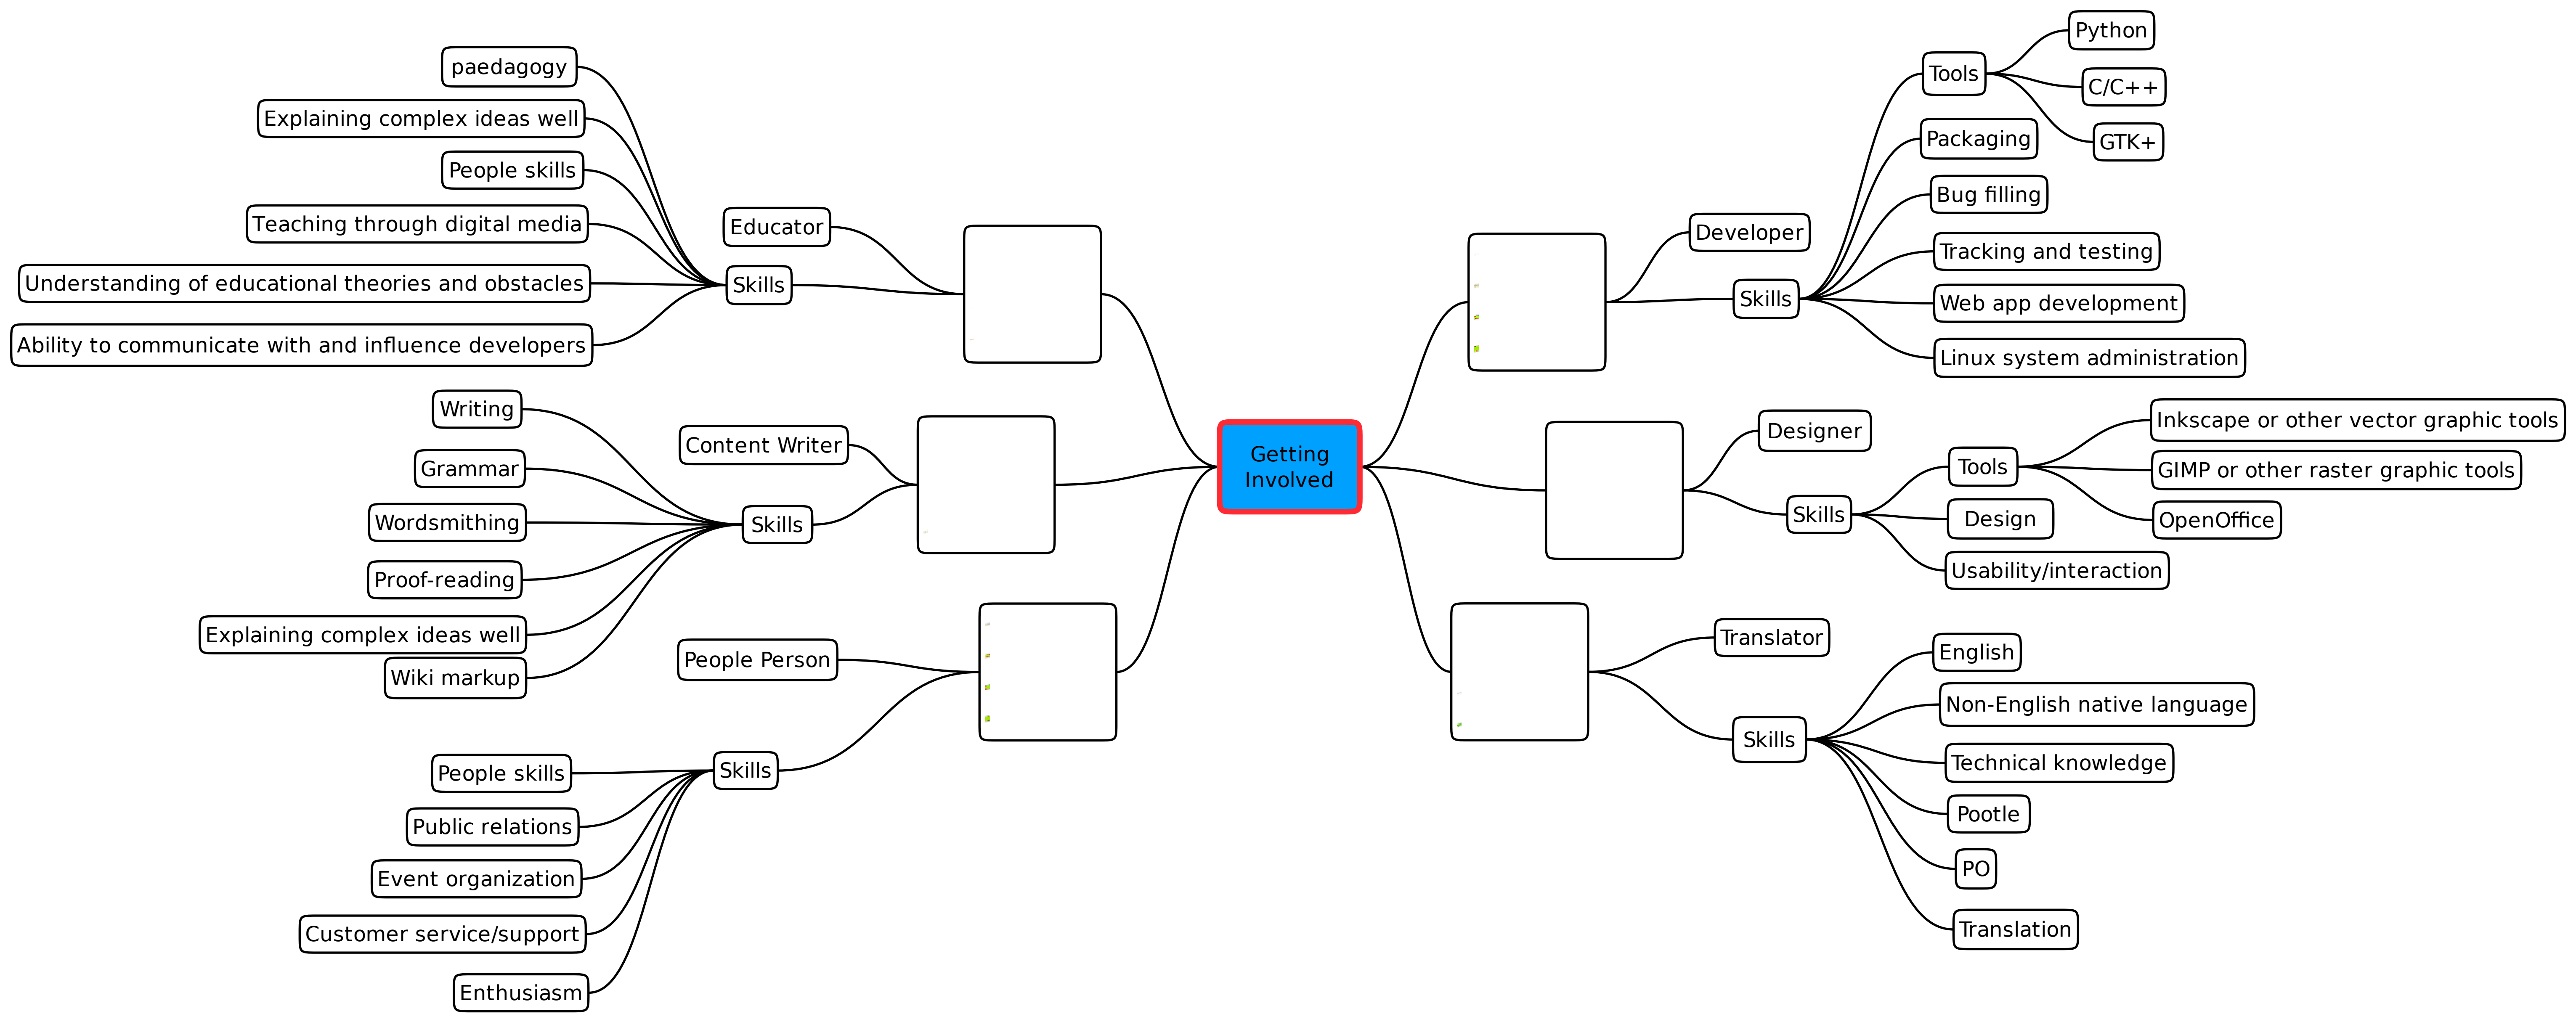 Getting
Involved
Educator
Skills
paedagogy
Explaining complex ideas well
People skills
Teaching through digital media
Understanding of educational theories and obstacles
Ability to communicate with and influence developers
Content Writer
Skills
Writing
Grammar
Wordsmithing
Proof-reading
Explaining complex ideas well
Wiki markup
People Person
Skills
People skills
Public relations
Event organization
Customer service/support
Enthusiasm
Developer
Skills
Tools
Python
C/C++
GTK+
Packaging
Bug filling
Tracking and testing
Web app development
Linux system administration
Designer
Skills
Tools
Inkscape or other vector graphic tools
GIMP or other raster graphic tools
OpenOffice
Design
Usability/interaction
Translator
Skills
English
Non-English native language
Technical knowledge
Pootle
PO
Translation